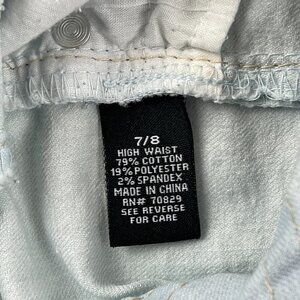 7/8
HIGH WAIST
79% COTTON
19% POLYESTER
2% SPANDEX
MADE IN CHINA
RN# 70829
SEE REVERSE
FOR CARE